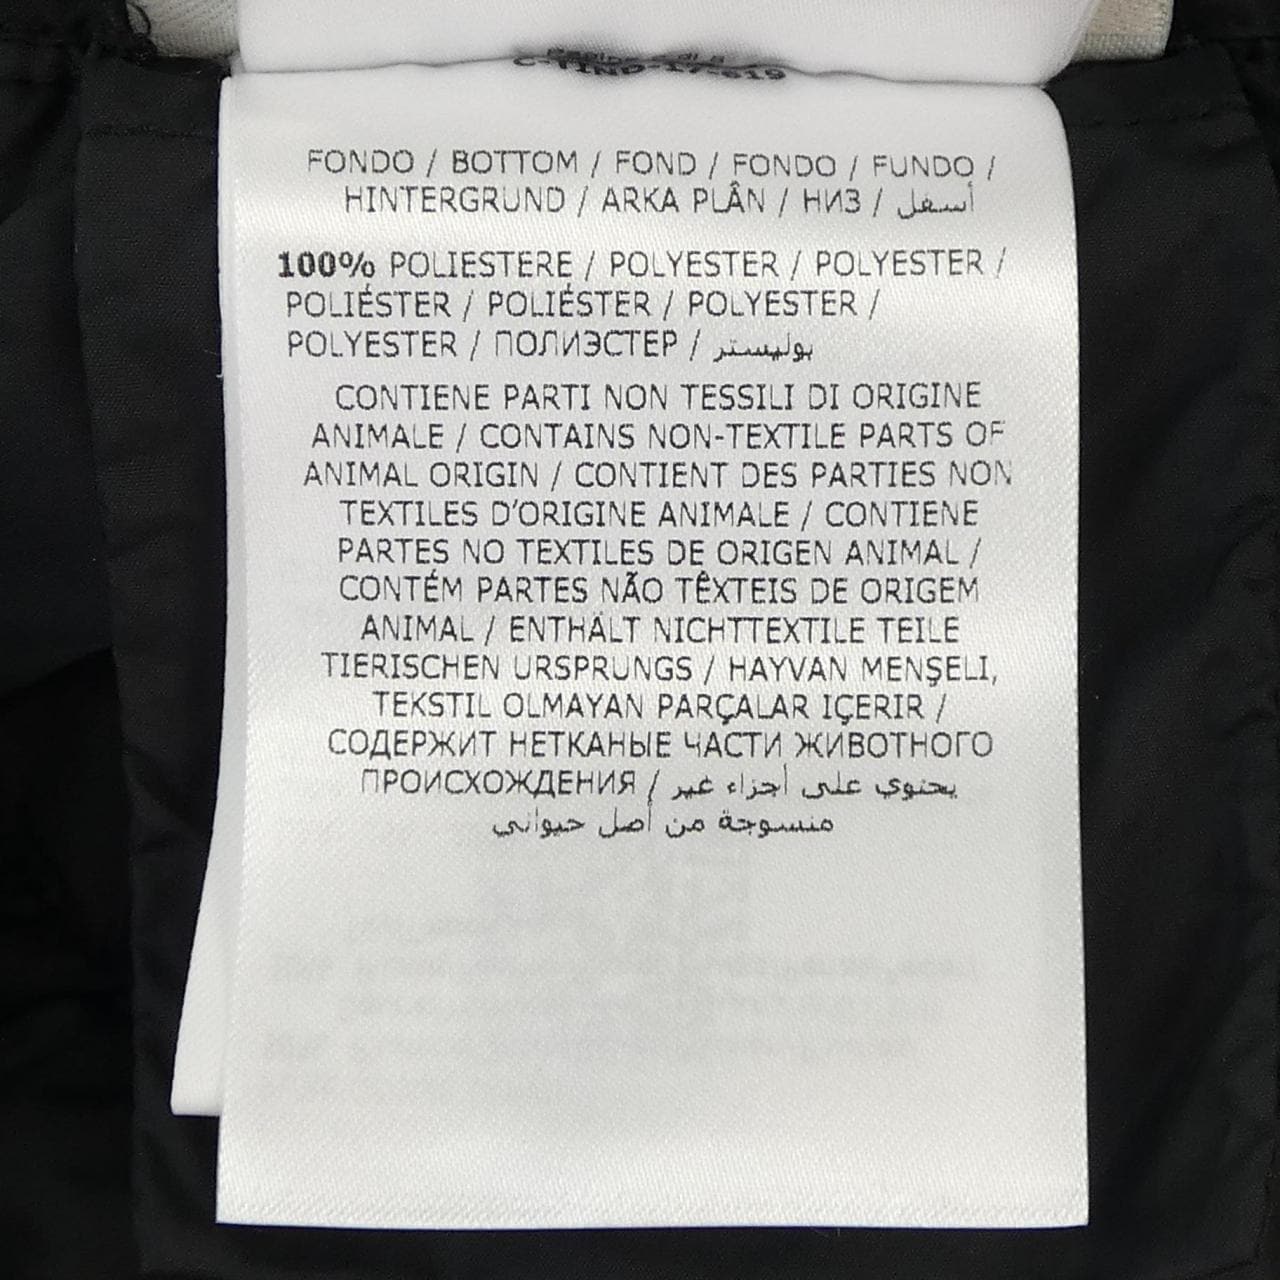 FONDO / BOTTOM / FOND / FONDO / FUNDO /
HINTERGRUND / ARKA PLÂN / НИЗ / أسفل
100% POLIESTERE / POLYESTER / POLYESTER /
POLIÉSTER / POLIÉSTER / POLYESTER /
POLYESTER / ПОЛИЭСТЕР / بوليستر
CONTIENE PARTI NON TESSILI DI ORIGINE
ANIMALE / CONTAINS NON-TEXTILE PARTS OF
ANIMAL ORIGIN / CONTIENT DES PARTIES NON
TEXTILES D'ORIGINE ANIMALE / CONTIENE
PARTES NO TEXTILES DE ORIGEN ANIMAL /
CONTÉM PARTES NÃO TÊXTEIS DE ORIGEM
ANIMAL / ENTHÄLT NICHTTEXTILE TEILE
TIERISCHEN URSPRUNGS / HAYVAN MENŞELİ,
TEKSTIL OLMAYAN PARÇALAR IÇERIR /
СОДЕРЖИТ НЕТКАНЫЕ ЧАСТИ ЖИВОТНОГО
ПРОИСХОЖДЕНИЯ / يحتوي على أجزاء غير
منسوجة من أصل حيواني